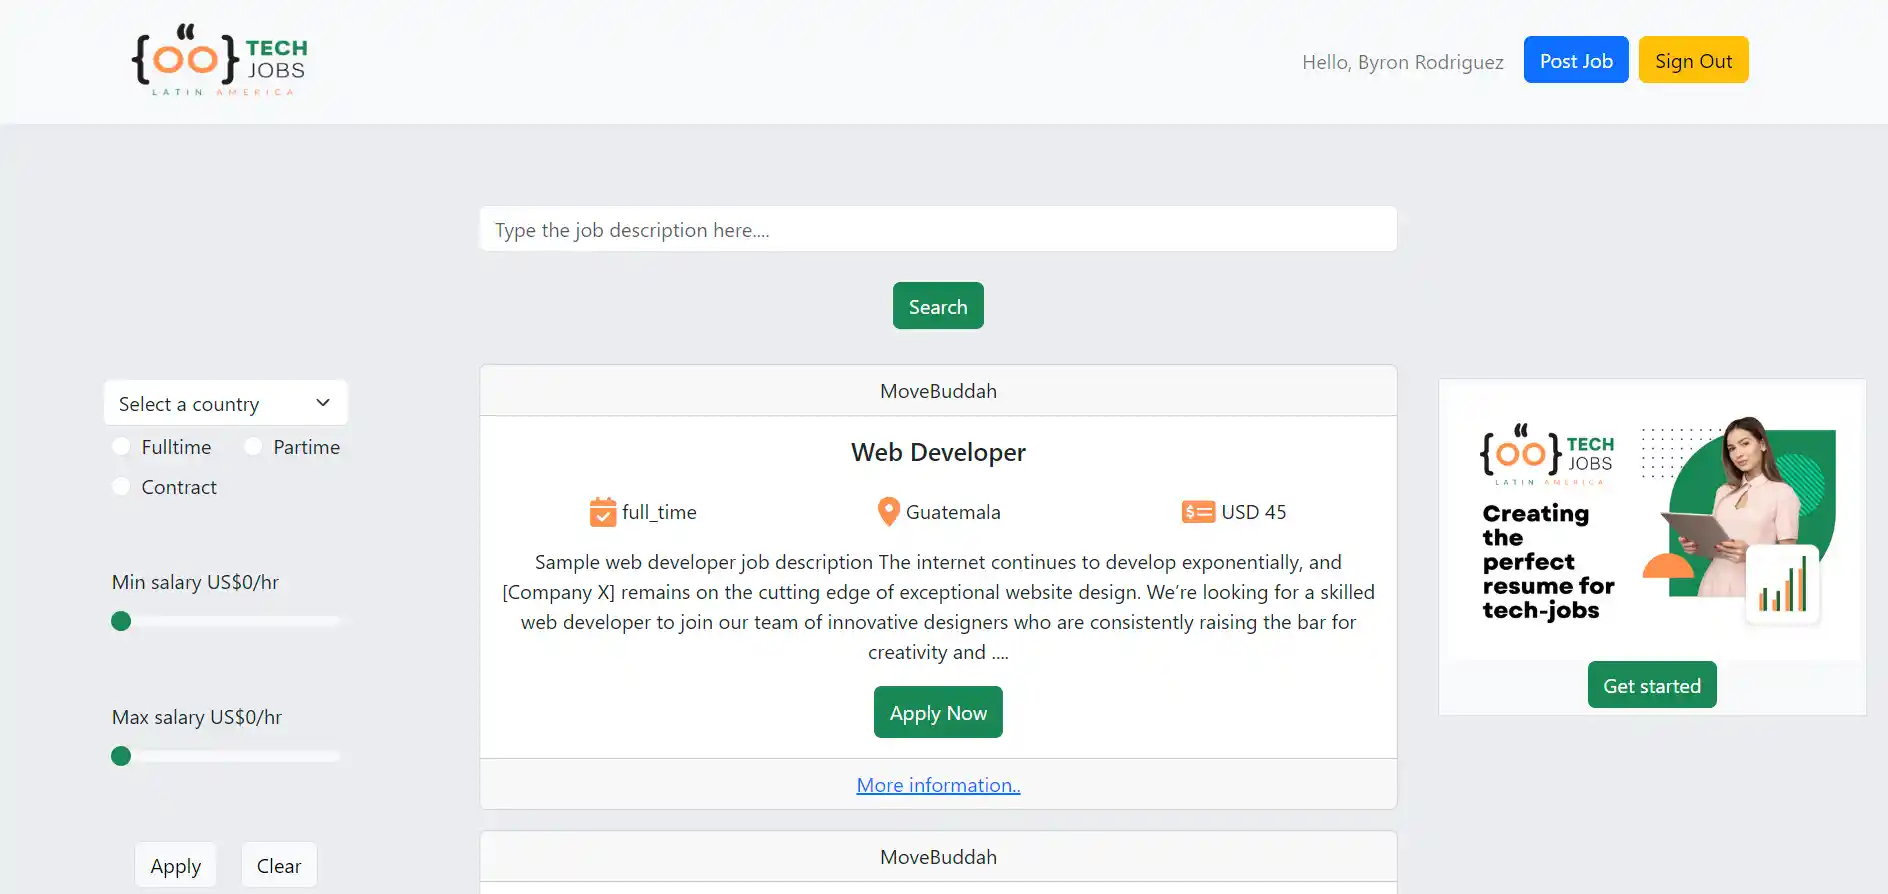 {OO} TECH
JOBS
LATIN AMERICA
Hello, Byron Rodriguez
Post Job
Sign Out
Type the job description here....
Search
Select a country
Fulltime
Partime
Contract
Min salary US$0/hr
Max salary US$0/hr
Apply
Clear
MoveBuddah
Web Developer
full_time
Guatemala
USD 45
Sample web developer job description The internet continues to develop exponentially, and
[Company X] remains on the cutting edge of exceptional website design. We’re looking for a skilled
web developer to join our team of innovative designers who are consistently raising the bar for
creativity and ....
Apply Now
More information..
MoveBuddah
{OO} TECH
JOBS
LATIN AMERICA
Creating
the
perfect
resume for
tech-jobs
Get started